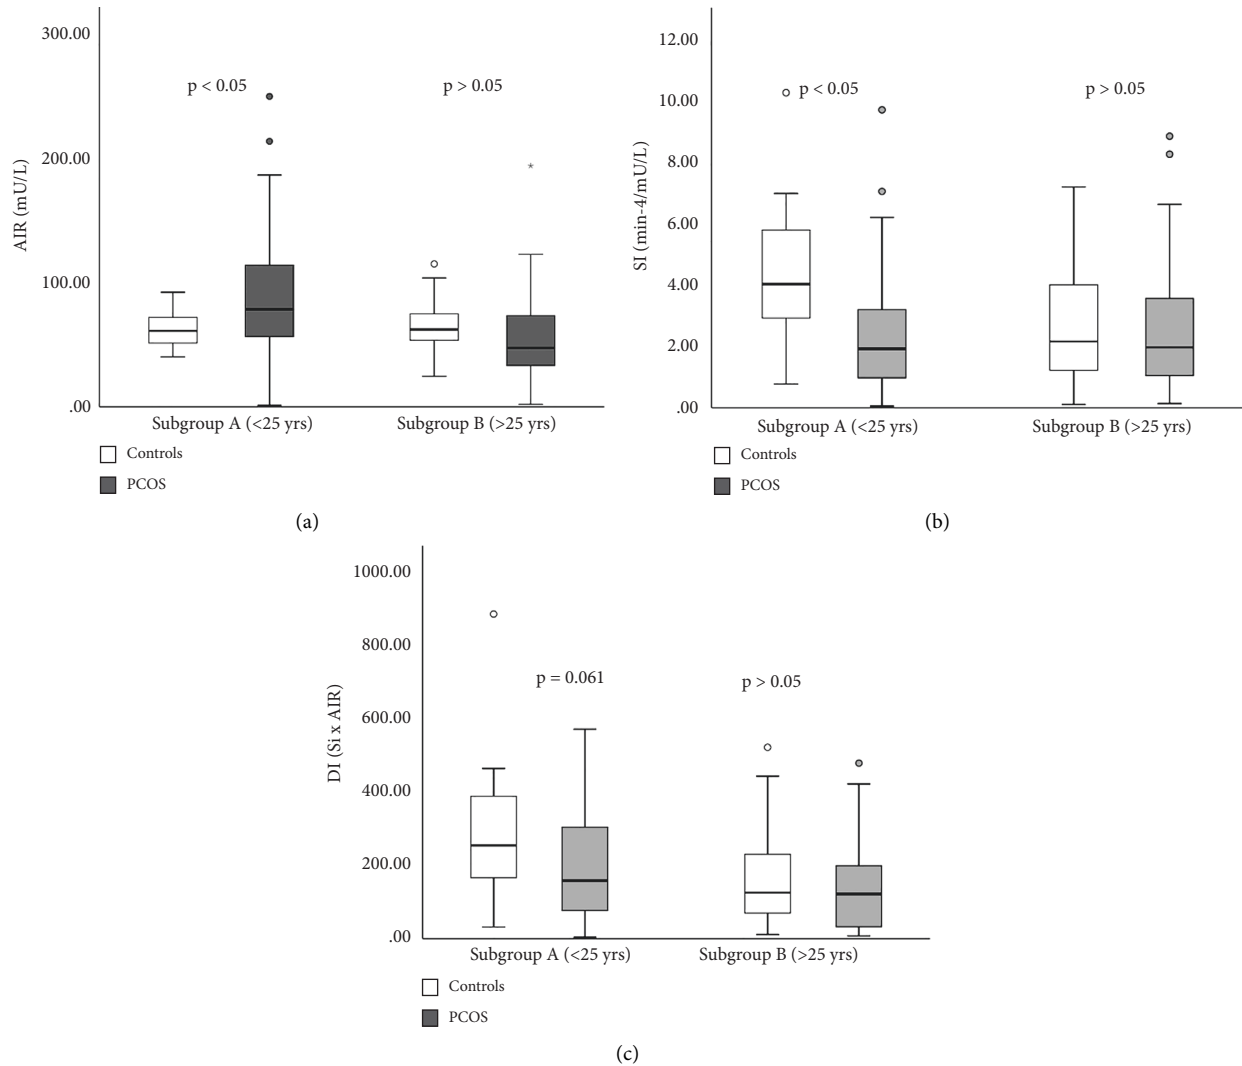 300.00
200.00
100.00
.00
AIR (mU/L)
p < 0.05
p > 0.05
*
Subgroup A (<25 yrs)
Subgroup B (>25 yrs)
Controls
PCOS
(a)
12.00
10.00
8.00
6.00
4.00
2.00
.00
SI (min-4/mU/L)
p < 0.05
p > 0.05
Subgroup A (<25 yrs)
Subgroup B (>25 yrs)
Controls
PCOS
(b)
1000.00
800.00
600.00
400.00
200.00
.00
DI (Si x AIR)
p = 0.061
p > 0.05
Subgroup A (<25 yrs)
Subgroup B (>25 yrs)
Controls
PCOS
(c)